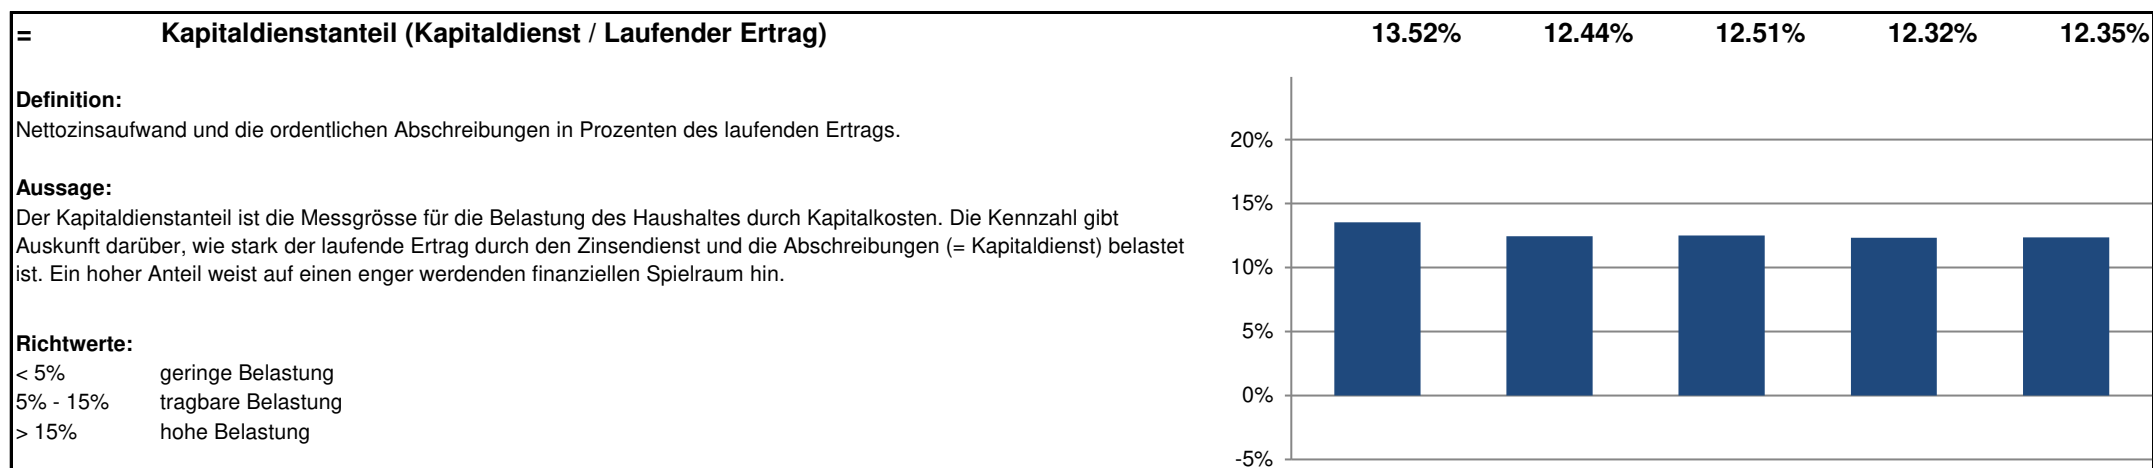 = Kapitaldienstanteil (Kapitaldienst / Laufender Ertrag) 13.52% 12.44% 12.51% 12.32% 12.35%
Definition:
Nettozinsaufwand und die ordentlichen Abschreibungen in Prozenten des laufenden Ertrags.
Aussage:
Der Kapitaldienstanteil ist die Messgrösse für die Belastung des Haushaltes durch Kapitalkosten. Die Kennzahl gibt
Auskunft darüber, wie stark der laufende Ertrag durch den Zinsendienst und die Abschreibungen (= Kapitaldienst) belastet
ist. Ein hoher Anteil weist auf einen enger werdenden finanziellen Spielraum hin.
Richtwerte:
< 5% geringe Belastung
5% - 15% tragbare Belastung
> 15% hohe Belastung
20%
15%
10%
5%
0%
-5%